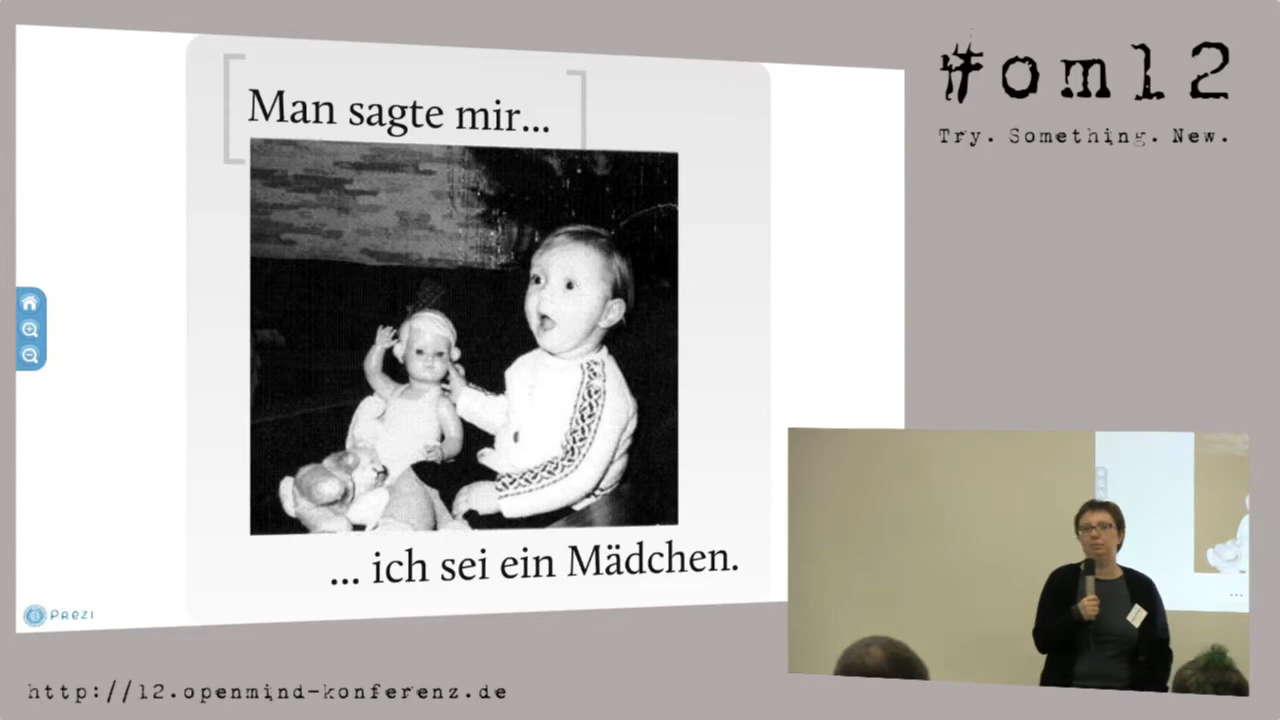 Man sagte mir...
... ich sei ein Mädchen.
PREZI
#om12
Try. Something. New.
...
http://12.openmind-konferenz.de